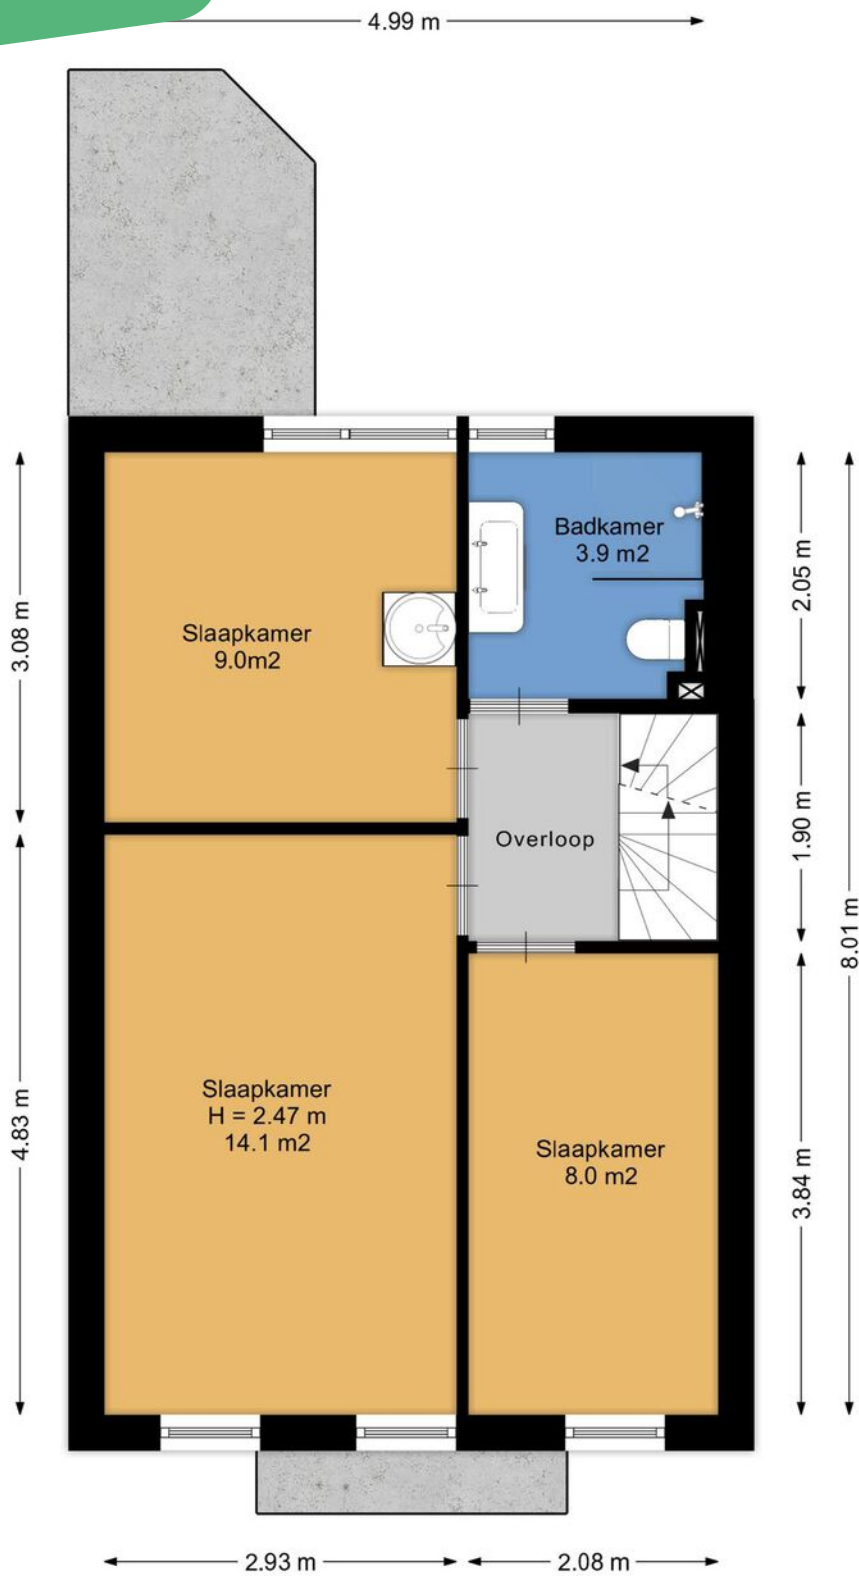 4.99 m
Badkamer
3.9 m2
2.05 m
3.08 m
Slaapkamer
9.0m2
1.90 m
Overloop
8.01 m
4.83 m
Slaapkamer
H = 2.47 m
14.1 m2
Slaapkamer
8.0 m2
3.84 m
2.93 m
2.08 m